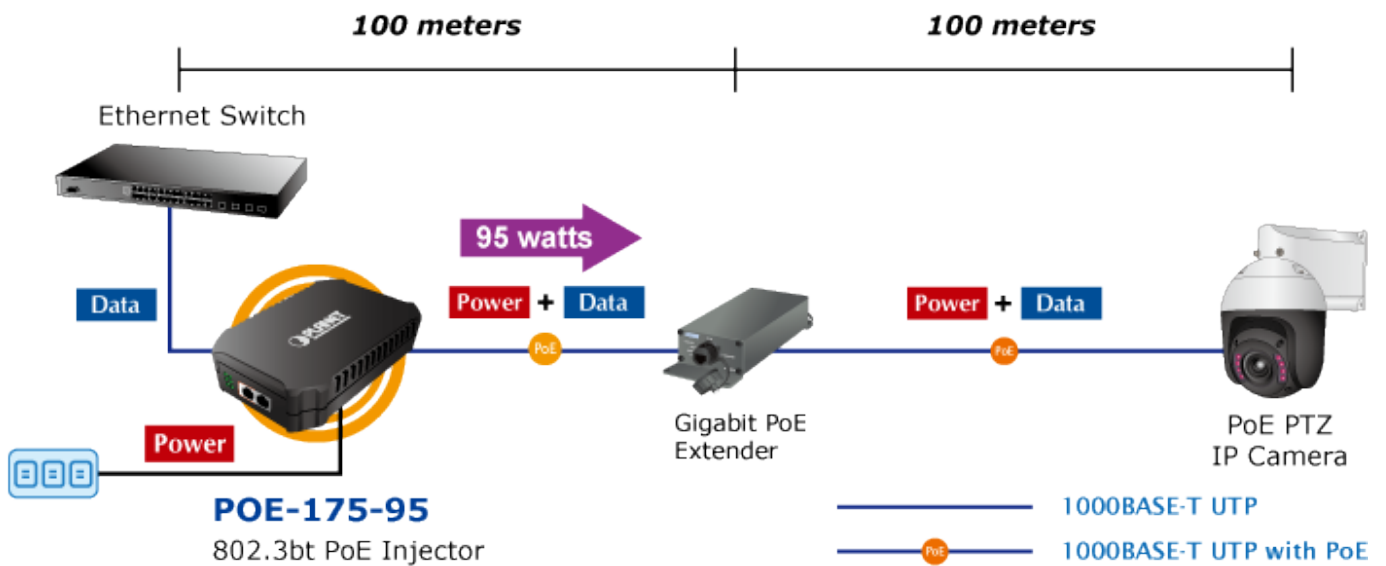 100 meters
100 meters
Ethernet Switch
95 watts
Data
Power + Data
Power + Data
PLANET
PoE
PoE
Gigabit PoE
Extender
PoE PTZ
IP Camera
Power
POE-175-95
802.3bt PoE Injector
1000BASE-T UTP
PoE
1000BASE-T UTP with PoE